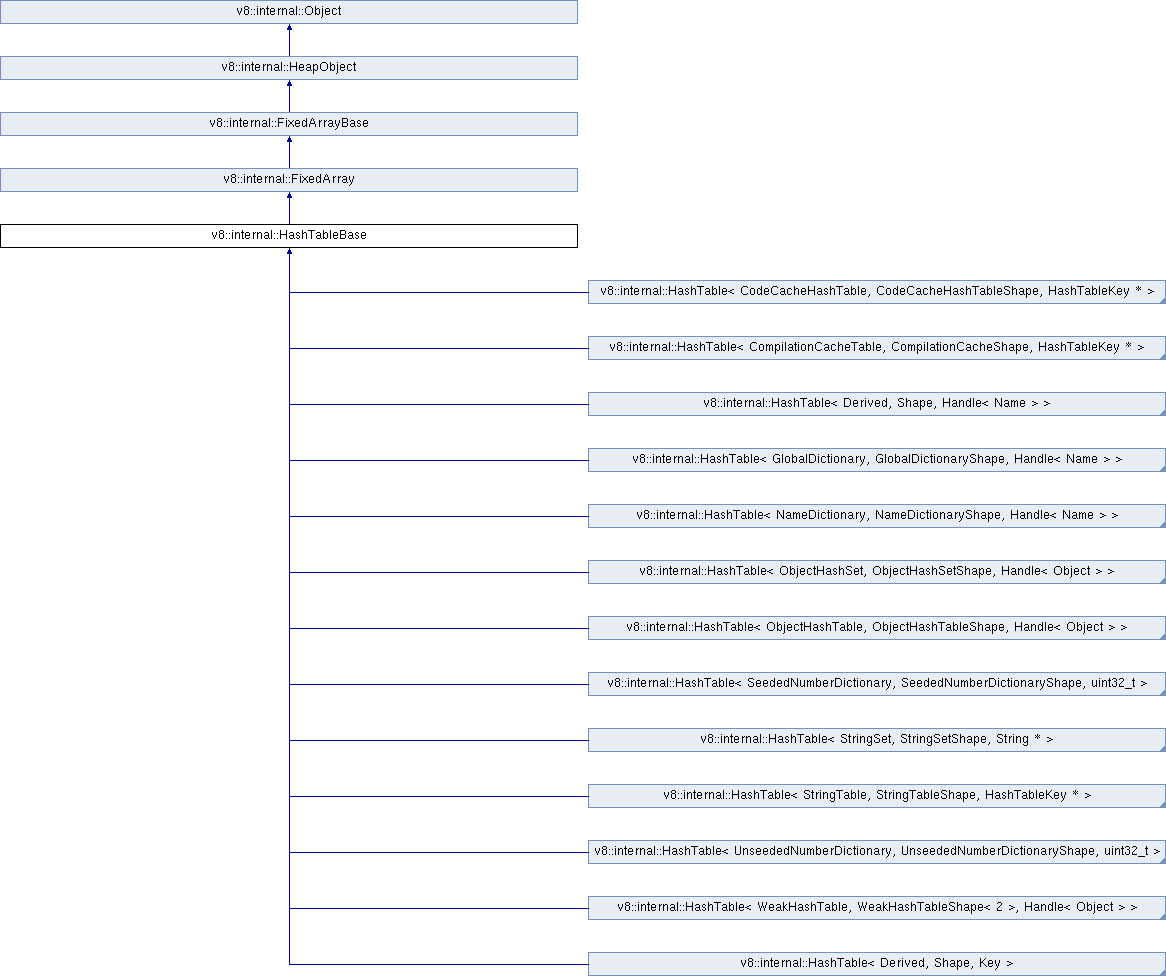 v8::internal::Object
v8::internal::HeapObject
v8::internal::FixedArrayBase
v8::internal::FixedArray
v8::internal::HashTableBase
v8::internal::HashTable< CodeCacheHashTable, CodeCacheHashTableShape, HashTableKey * >
v8::internal::HashTable< CompilationCacheTable, CompilationCacheShape, HashTableKey * >
v8::internal::HashTable< Derived, Shape, Handle< Name > >
v8::internal::HashTable< GlobalDictionary, GlobalDictionaryShape, Handle< Name > >
v8::internal::HashTable< NameDictionary, NameDictionaryShape, Handle< Name > >
v8::internal::HashTable< ObjectHashSet, ObjectHashSetShape, Handle< Object > >
v8::internal::HashTable< ObjectHashTable, ObjectHashTableShape, Handle< Object > >
v8::internal::HashTable< SeededNumberDictionary, SeededNumberDictionaryShape, uint32_t >
v8::internal::HashTable< StringSet, StringSetShape, String * >
v8::internal::HashTable< StringTable, StringTableShape, HashTableKey * >
v8::internal::HashTable< UnseededNumberDictionary, UnseededNumberDictionaryShape, uint32_t >
v8::internal::HashTable< WeakHashTable, WeakHashTableShape< 2 >, Handle< Object > >
v8::internal::HashTable< Derived, Shape, Key >